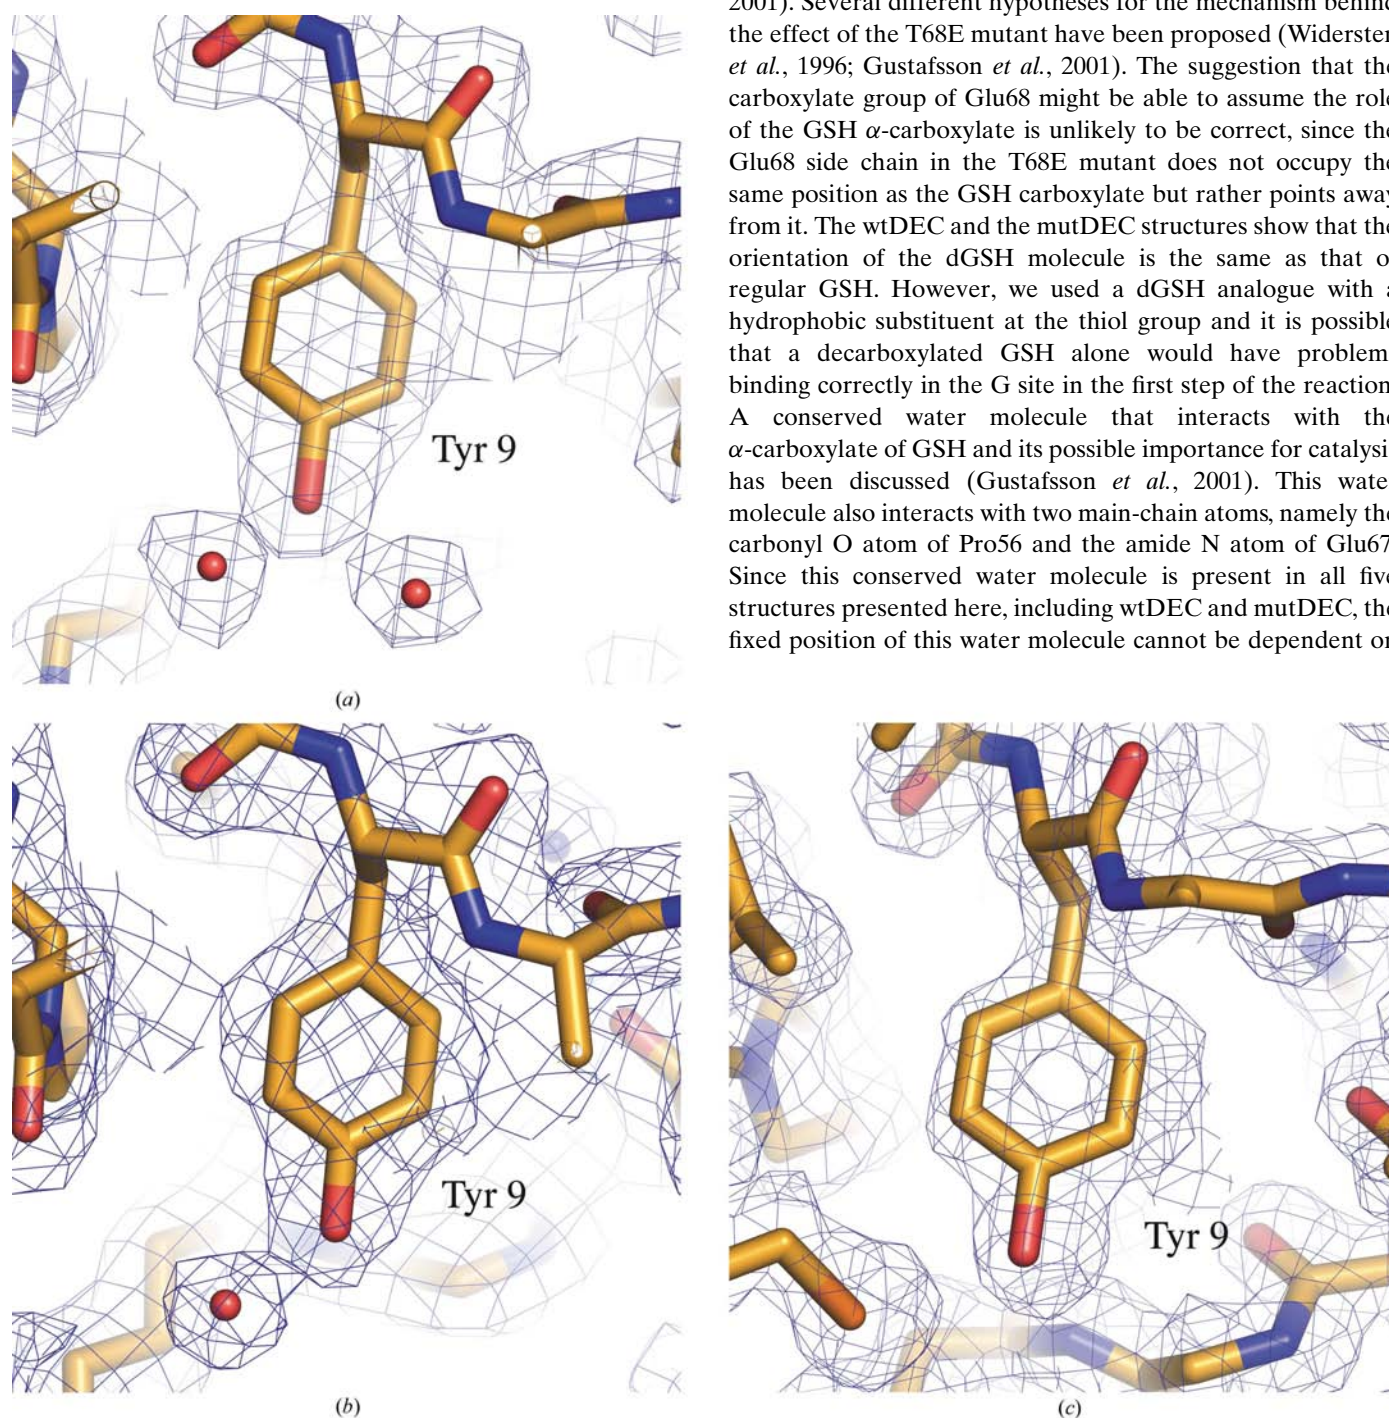 2001). Several different hypotheses for the mechanism behind
the effect of the T68E mutant have been proposed (Widersten
et al., 1996; Gustafsson et al., 2001). The suggestion that the
carboxylate group of Glu68 might be able to assume the role
of the GSH α-carboxylate is unlikely to be correct, since the
Glu68 side chain in the T68E mutant does not occupy the
same position as the GSH carboxylate but rather points away
from it. The wtDEC and the mutDEC structures show that the
orientation of the dGSH molecule is the same as that of
regular GSH. However, we used a dGSH analogue with a
hydrophobic substituent at the thiol group and it is possible
that a decarboxylated GSH alone would have problem
binding correctly in the G site in the first step of the reaction
A conserved water molecule that interacts with the
α-carboxylate of GSH and its possible importance for catalysi
has been discussed (Gustafsson et al., 2001). This water
molecule also interacts with two main-chain atoms, namely the
carbonyl O atom of Pro56 and the amide N atom of Glu67
Since this conserved water molecule is present in all five
structures presented here, including wtDEC and mutDEC, the
fixed position of this water molecule cannot be dependent on
Tyr 9
(a)
Tyr 9
(b)
Tyr 9
(c)